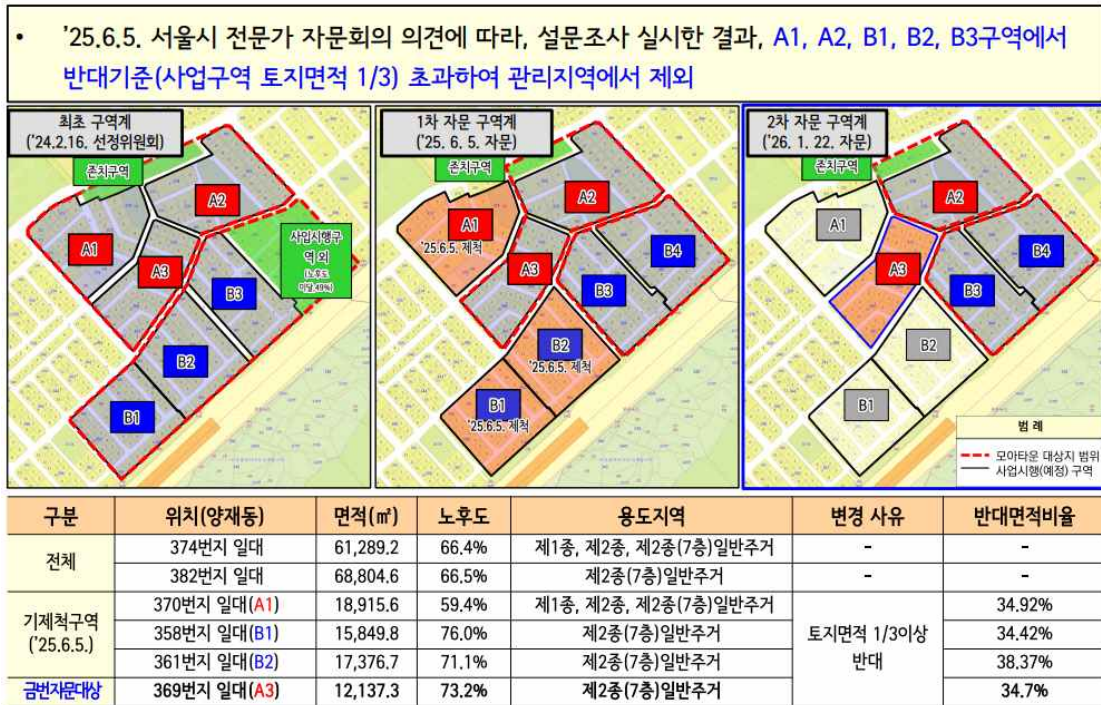 • '25.6.5. 서울시 전문가 자문회의 의견에 따라, 설문조사 실시한 결과, A1, A2, B1, B2, B3구역에서
반대기준(사업구역 토지면적 1/3) 초과하여 관리지역에서 제외
최초 구역계
('24.2.16. 선정위원회)
존치구역
A2
A1
A3
사업시행구
역 외
(노후도
미달,49%)
B3
B2
B1
1차 자문 구역계
('25. 6. 5. 자문)
존치구역
A2
A1
'25.6.5. 제척
A3
B4
B3
B2
'25.6.5. 제척
B1
'25.6.5. 제척
2차 자문 구역계
('26. 1. 22. 자문)
존치구역
A2
A1
A3
B4
B3
B2
B1
범 례
모아타운 대상지 범위
사업시행(예정) 구역
구분 위치(양재동) 면적(㎡) 노후도 용도지역 변경 사유 반대면적비율
전체 374번지 일대 61,289.2 66.4% 제1종, 제2종, 제2종(7층)일반주거 - -
382번지 일대 68,804.6 66.5% 제2종(7층)일반주거 - -
기제척구역
('25.6.5.)
370번지 일대(A1) 18,915.6 59.4% 제1종, 제2종, 제2종(7층)일반주거 34.92%
358번지 일대(B1) 15,849.8 76.0% 제2종(7층)일반주거 34.42%
361번지 일대(B2) 17,376.7 71.1% 제2종(7층)일반주거 38.37%
토지면적 1/3이상
반대
금번자문대상 369번지 일대(A3) 12,137.3 73.2% 제2종(7층)일반주거 34.7%